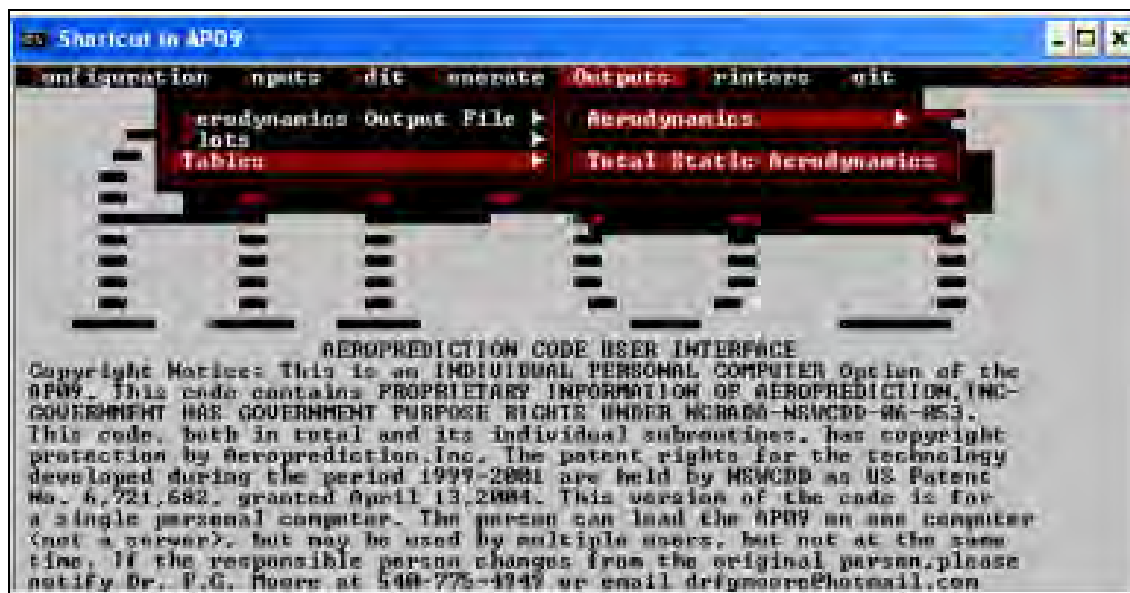 Shortcut in AP09
onfiguration nputs dit enerate Outputs rinters uit
erodynamics Output File Aerodynamics
lots
Tables Total Static Aerodynamics
AEROPREDICTION CODE USER INTERFACE
Copyright Notice: This is an INDIVIDUAL PERSONAL COMPUTER Option of the
AP09. This code contains PROPRIETARY INFORMATION OF AEROPREDICTION,INC-
GOVERNMENT HAS GOVERNMENT PURPOSE RIGHTS UNDER
This code, both in total and its individual subroutines, has copyright
protection by Aeroprediction,Inc. The patent rights for the technology
developed during the period 1999-2001 are held by NSWCDD as US Patent
No. 6,721,682, granted April 13,2004. This version of the code is for
a single personal computer. The person can load the AP09 on one computer
(not a server), but may be used by multiple users, but not at the same
time. If the responsible person changes from the original person,please
notify Dr. F.G. Moore at or email drfgmoore@hotmail.com